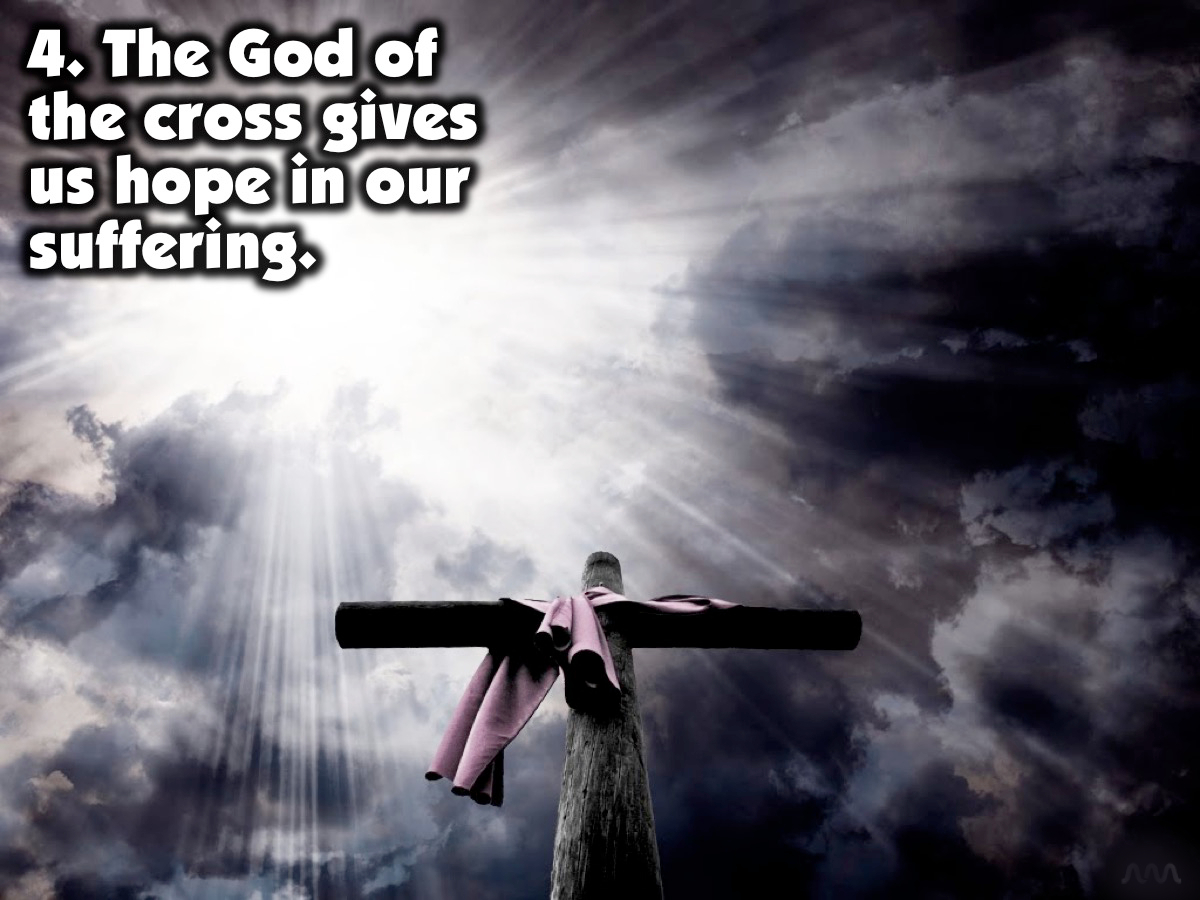 4. The God of
the cross gives
us hope in our
suffering.